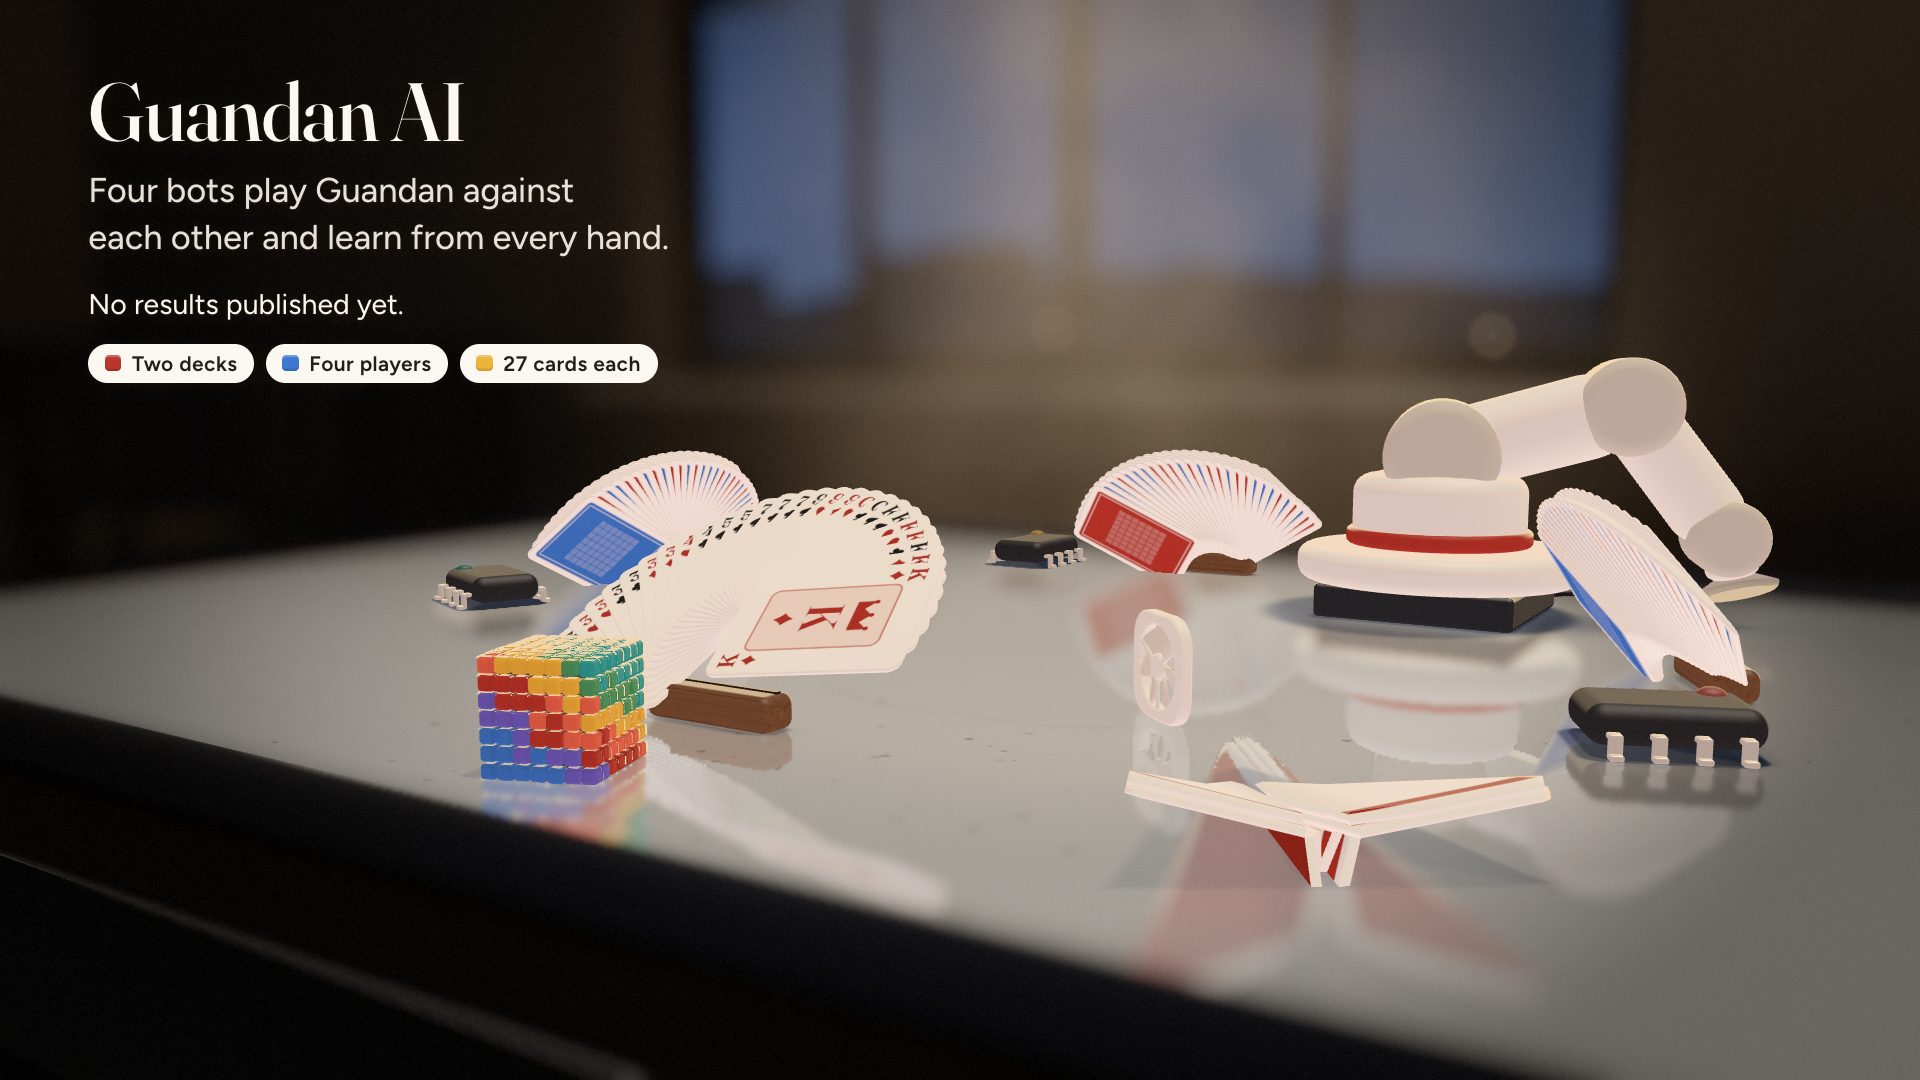 Guandan AI
Four bots play Guandan against
each other and learn from every hand.
No results published yet.
Two decks
Four players
27 cards each
K
K